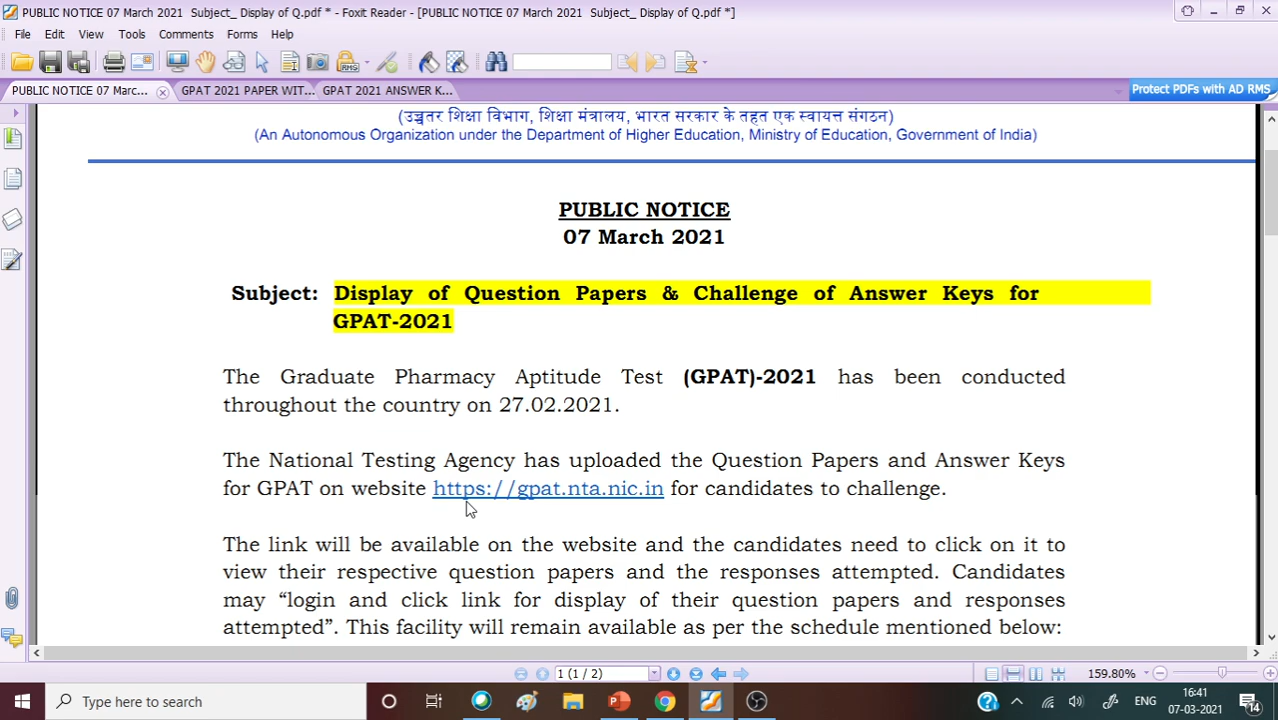 PUBLIC NOTICE 07 March 2021   Subject_ Display of Q.pdf * - Foxit Reader - [PUBLIC NOTICE 07 March 2021   Subject_ Display of Q.pdf *]
File Edit View Tools Comments Forms Help
PUBLIC NOTICE 07 Marc... GPAT 2021 PAPER WIT... GPAT 2021 ANSWER K... Protect PDFs with AD RMS
(उच्चतर शिक्षा विभाग, शिक्षा मंत्रालय, भारत सरकार के तहत एक स्वायत्त संगठन)
(An Autonomous Organization under the Department of Higher Education, Ministry of Education, Government of India)
PUBLIC NOTICE
07 March 2021
Subject: Display of Question Papers & Challenge of Answer Keys for
GPAT-2021
The Graduate Pharmacy Aptitude Test (GPAT)-2021 has been conducted
throughout the country on 27.02.2021.
The National Testing Agency has uploaded the Question Papers and Answer Keys
for GPAT on website https://gpat.nta.nic.in for candidates to challenge.
The link will be available on the website and the candidates need to click on it to
view their respective question papers and the responses attempted. Candidates
may “login and click link for display of their question papers and responses
attempted”. This facility will remain available as per the schedule mentioned below:
1 (1 / 2) 159.80%
Type here to search ENG 16:41
07-03-2021 14